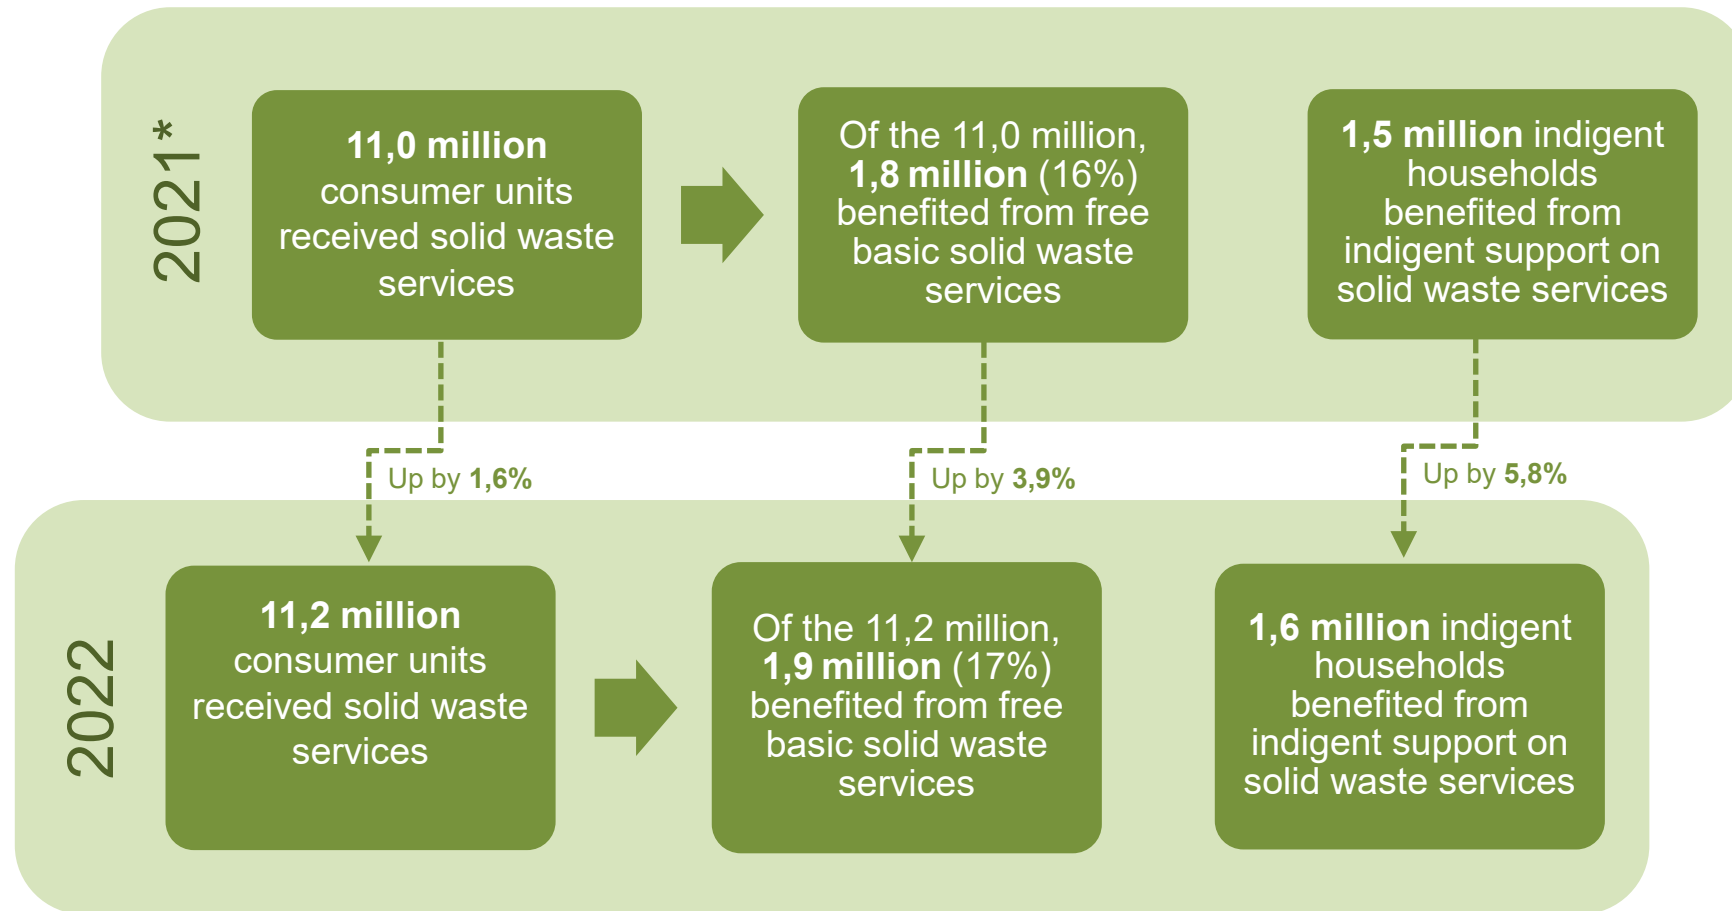 2021*
11,0 million
consumer units
received solid waste
services
Of the 11,0 million,
1,8 million (16%)
benefited from free
basic solid waste
services
1,5 million indigent
households
benefited from
indigent support on
solid waste services
Up by 1,6%
Up by 3,9%
Up by 5,8%
2022
11,2 million
consumer units
received solid waste
services
Of the 11,2 million,
1,9 million (17%)
benefited from free
basic solid waste
services
1,6 million indigent
households
benefited from
indigent support on
solid waste services